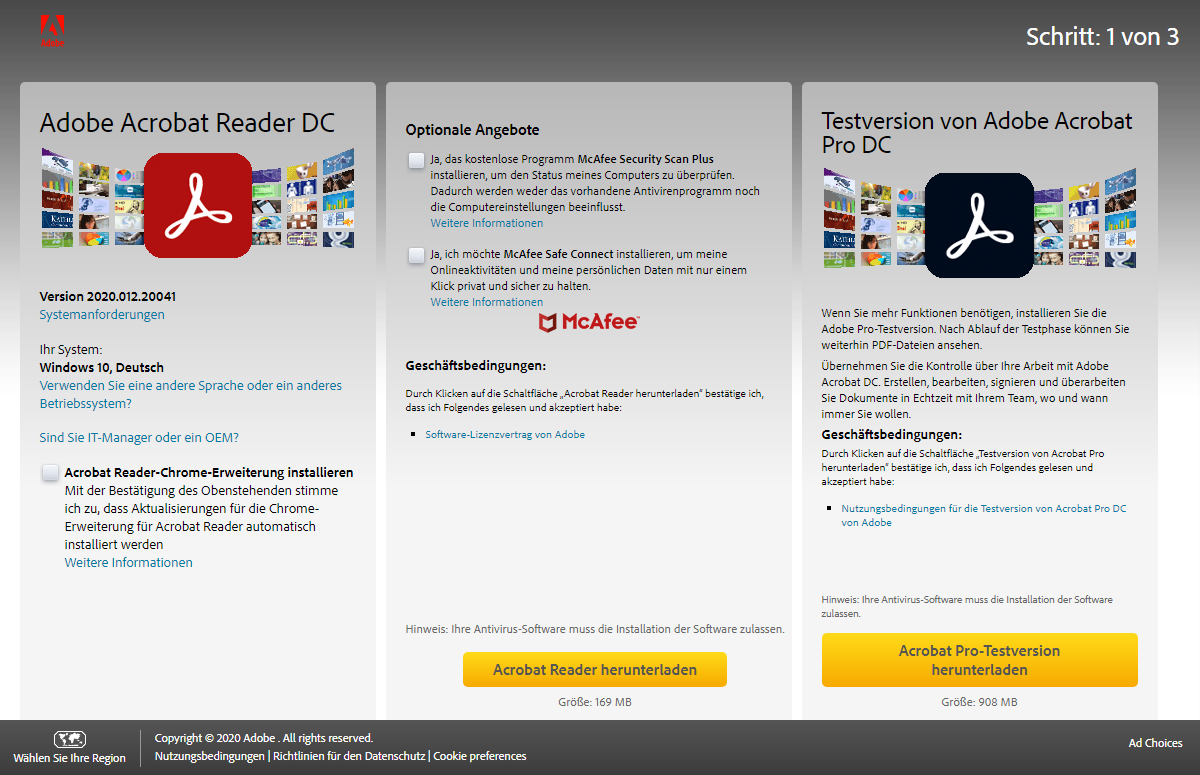 Adobe
Schritt: 1 von 3
Adobe Acrobat Reader DC
Version 2020.012.20041
Systemanforderungen
Ihr System:
Windows 10, Deutsch
Verwenden Sie eine andere Sprache oder ein anderes
Betriebssystem?
Sind Sie IT-Manager oder ein OEM?
Acrobat Reader-Chrome-Erweiterung installieren
Mit der Bestätigung des Obenstehenden stimme
ich zu, dass Aktualisierungen für die Chrome-
Erweiterung für Acrobat Reader automatisch
installiert werden
Weitere Informationen
Optionale Angebote
Ja, das kostenlose Programm McAfee Security Scan Plus
installieren, um den Status meines Computers zu überprüfen.
Dadurch werden weder das vorhandene Antivirenprogramm noch
die Computereinstellungen beeinflusst.
Weitere Informationen
Ja, ich möchte McAfee Safe Connect installieren, um meine
Onlineaktivitäten und meine persönlichen Daten mit nur einem
Klick privat und sicher zu halten.
Weitere Informationen
McAfee™
Geschäftsbedingungen:
Durch Klicken auf die Schaltfläche „Acrobat Reader herunterladen“ bestätige ich,
dass ich Folgendes gelesen und akzeptiert habe:
Software-Lizenzvertrag von Adobe
Hinweis: Ihre Antivirus-Software muss die Installation der Software zulassen.
Acrobat Reader herunterladen
Größe: 169 MB
Testversion von Adobe Acrobat
Pro DC
Wenn Sie mehr Funktionen benötigen, installieren Sie die
Adobe Pro-Testversion. Nach Ablauf der Testphase können Sie
weiterhin PDF-Dateien ansehen.
Übernehmen Sie die Kontrolle über Ihre Arbeit mit Adobe
Acrobat DC. Erstellen, bearbeiten, signieren und überarbeiten
Sie Dokumente in Echtzeit mit Ihrem Team, wo und wann
immer Sie wollen.
Geschäftsbedingungen:
Durch Klicken auf die Schaltfläche „Testversion von Acrobat Pro
herunterladen“ bestätige ich, dass ich Folgendes gelesen und
akzeptiert habe:
Nutzungsbedingungen für die Testversion von Acrobat Pro DC
von Adobe
Hinweis: Ihre Antivirus-Software muss die Installation der Software
zulassen.
Acrobat Pro-Testversion
herunterladen
Größe: 908 MB
Wählen Sie Ihre Region
Copyright © 2020 Adobe . All rights reserved.
Nutzungsbedingungen | Richtlinien für den Datenschutz | Cookie preferences
Ad Choices